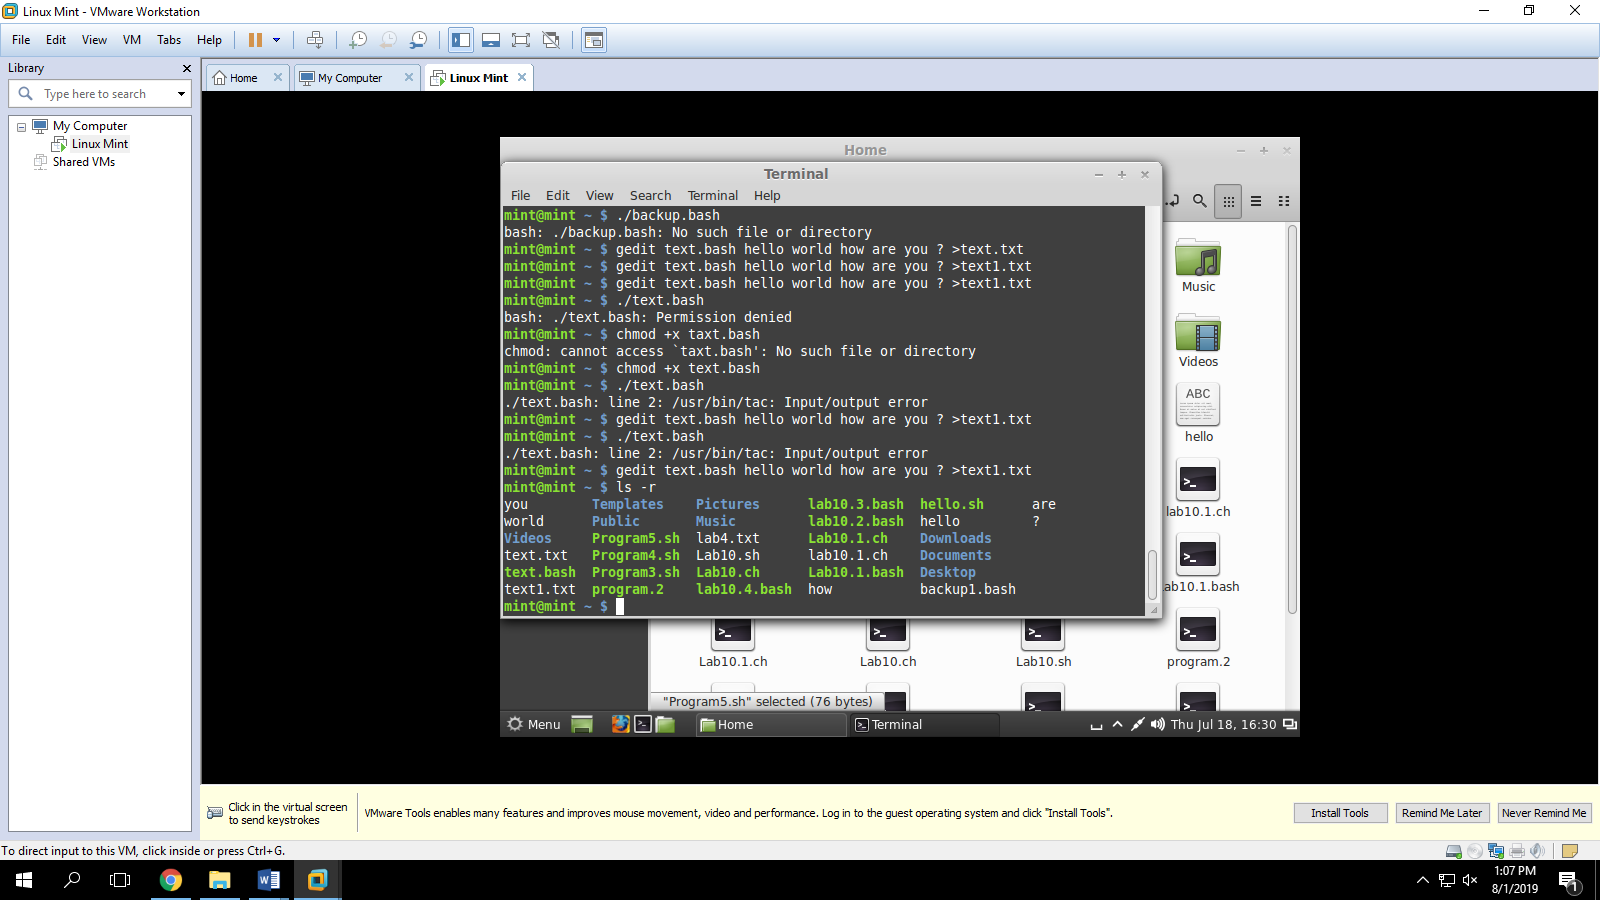 Linux Mint - VMware Workstation
File Edit View VM Tabs Help
Library
Type here to search
My Computer
Linux Mint
Shared VMs
Home My Computer Linux Mint
Home
Terminal
File Edit View Search Terminal Help
mint@mint ~ $ ./backup.bash
bash: ./backup.bash: No such file or directory
mint@mint ~ $ gedit text.bash hello world how are you ? >text.txt
mint@mint ~ $ gedit text.bash hello world how are you ? >text1.txt
mint@mint ~ $ gedit text.bash hello world how are you ? >text1.txt
mint@mint ~ $ ./text.bash
bash: ./text.bash: Permission denied
mint@mint ~ $ chmod +x taxt.bash
chmod: cannot access `taxt.bash': No such file or directory
mint@mint ~ $ chmod +x text.bash
mint@mint ~ $ ./text.bash
./text.bash: line 2: /usr/bin/tac: Input/output error
mint@mint ~ $ gedit text.bash hello world how are you ? >text1.txt
mint@mint ~ $ ./text.bash
./text.bash: line 2: /usr/bin/tac: Input/output error
mint@mint ~ $ gedit text.bash hello world how are you ? >text1.txt
mint@mint ~ $ ls -r
you Templates Pictures lab10.3.bash hello.sh are
world Public Music lab10.2.bash hello ?
Videos Program5.sh lab4.txt Lab10.1.ch Downloads
text.txt Program4.sh Lab10.sh lab10.1.ch Documents
text.bash Program3.sh Lab10.ch Lab10.1.bash Desktop
text1.txt program.2 lab10.4.bash how backup1.bash
mint@mint ~ $
Music
Videos
ABC
hello
lab10.1.ch
ab10.1.bash
Lab10.1.ch Lab10.ch Lab10.sh program.2
"Program5.sh" selected (76 bytes)
Menu Home Terminal Thu Jul 18, 16:30
Click in the virtual screen
to send keystrokes
VMware Tools enables many features and improves mouse movement, video and performance. Log in to the guest operating system and click "Install Tools".
Install Tools Remind Me Later Never Remind Me
To direct input to this VM, click inside or press Ctrl+G.
1:07 PM
8/1/2019
1